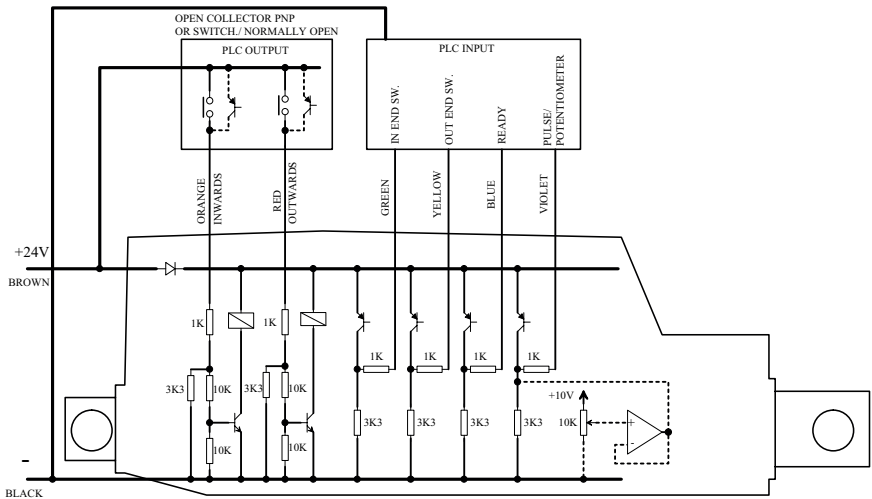 OPEN COLLECTOR PNP
OR SWITCH./ NORMALLY OPEN
PLC OUTPUT
PLC INPUT
IN END SW.
OUT END SW.
READY
PULSE/
POTENTIOMETER
ORANGE
INWARDS
RED
OUTWARDS
GREEN
YELLOW
BLUE
VIOLET
+24V
BROWN
1K
1K
1K
1K
1K
1K
3K3
10K
3K3
10K
10K
10K
3K3
3K3
3K3
3K3
+10V
10K
+
-
-
BLACK